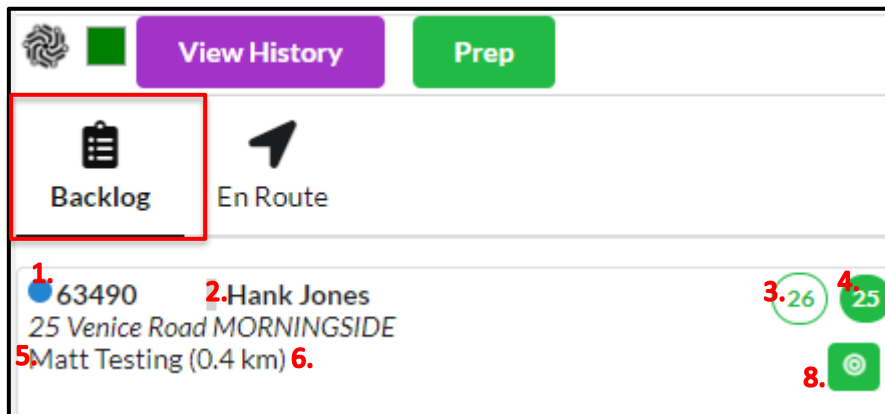 View History Prep
Backlog En Route
1. 63490 2. Hank Jones 3. 26 4. 25
25 Venice Road MORNINGSIDE
5. Matt Testing (0.4 km) 6.
8.